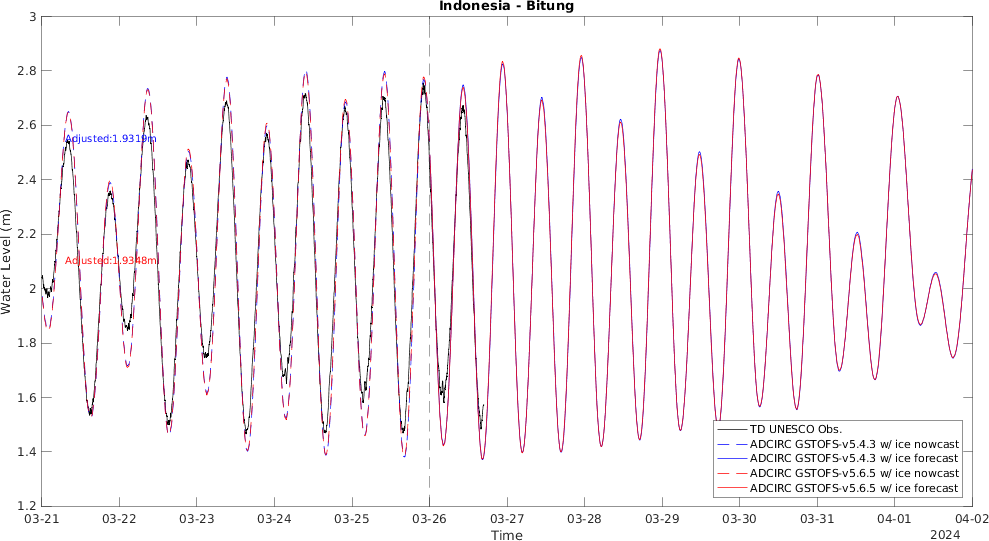 Indonesia - Bitung
Water Level (m)
3
2.8
2.6
2.4
2.2
2
1.8
1.6
1.4
1.2
Adjusted:1.9319m
Adjusted:1.9348m
TD UNESCO Obs.
ADCIRC GSTOFS-v5.4.3 w/ ice nowcast
ADCIRC GSTOFS-v5.4.3 w/ ice forecast
ADCIRC GSTOFS-v5.6.5 w/ ice nowcast
ADCIRC GSTOFS-v5.6.5 w/ ice forecast
03-21 03-22 03-23 03-24 03-25 03-26 03-27 03-28 03-29 03-30 03-31 04-01 04-02
Time
2024